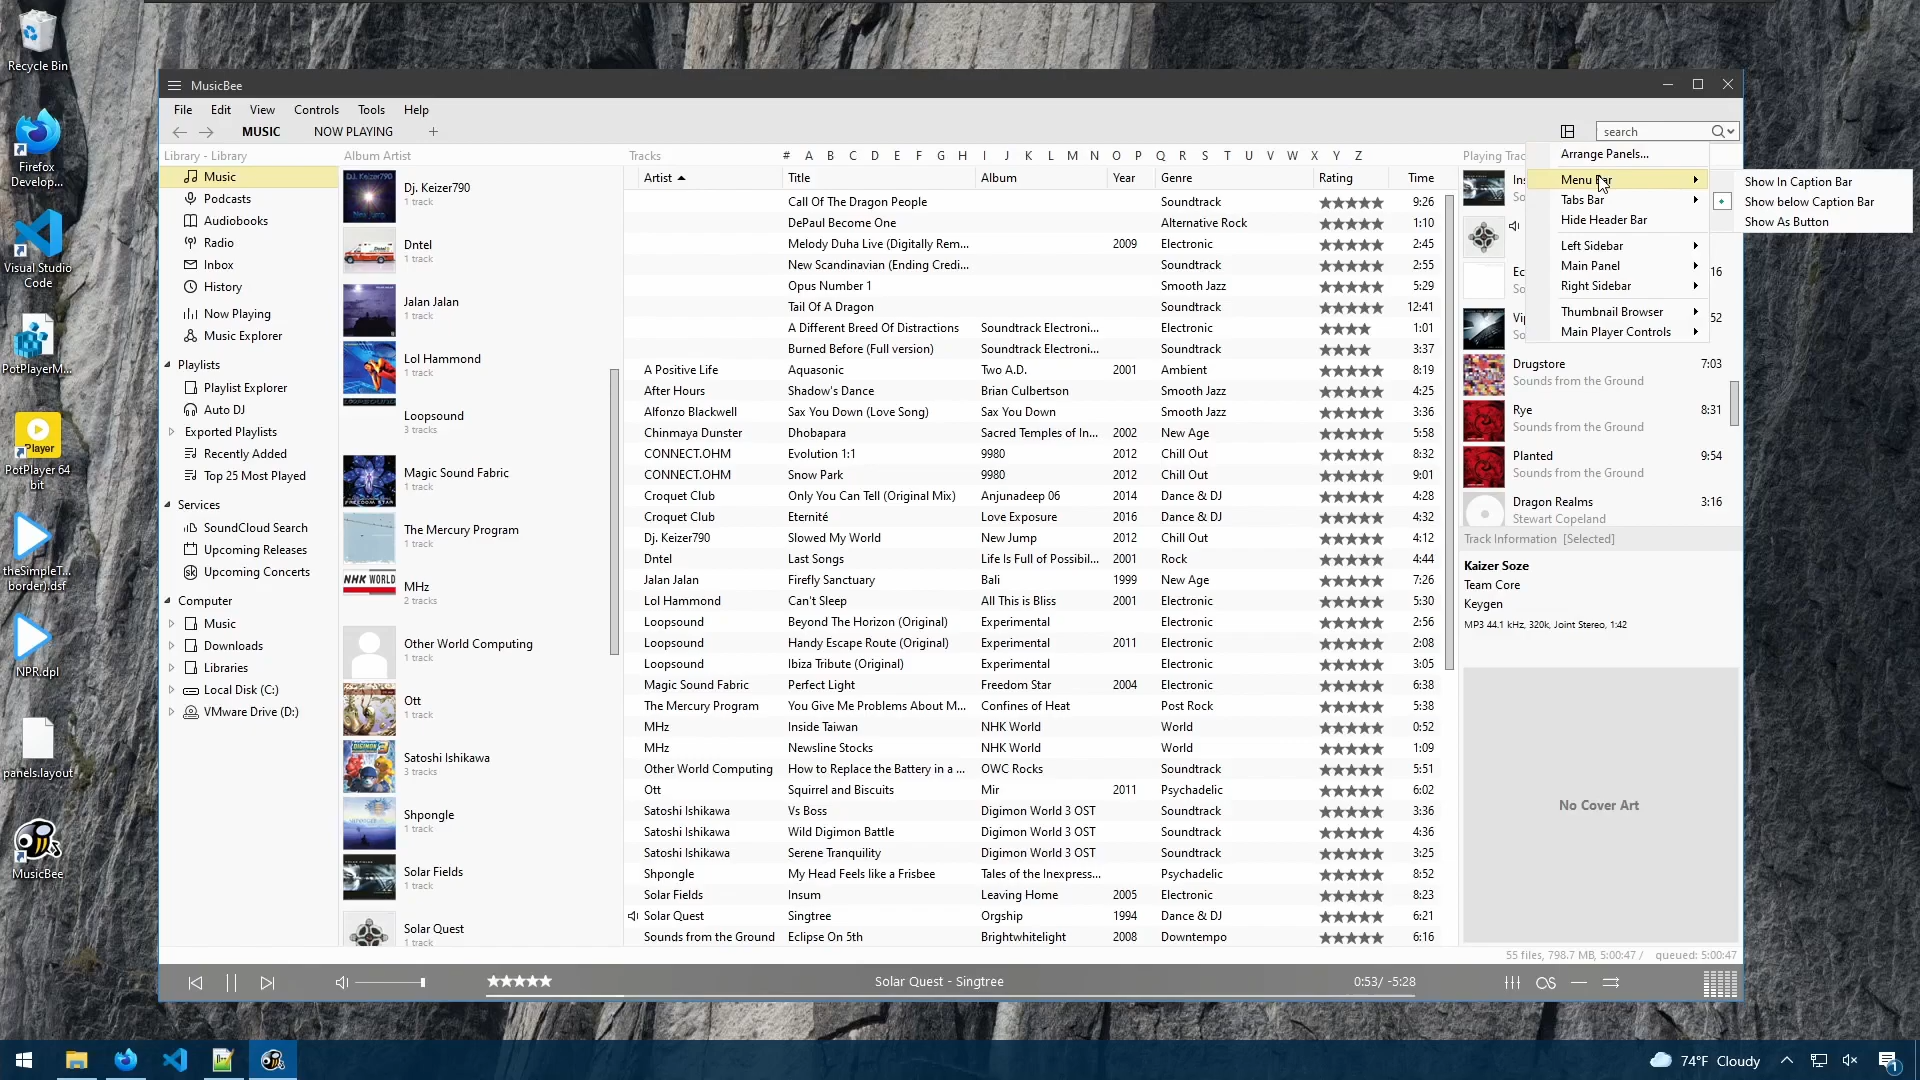 Recycle Bin
Firefox
Develop...
Visual Studio
Code
PotPlayerM...
Player
PotPlayer 64
bit
theSimpleT...
border).dsf
NPR.dpl
panels.layout
MusicBee
MusicBee
File Edit View Controls Tools Help
MUSIC NOW PLAYING +
search
Library - Library
Music
Podcasts
Audiobooks
Radio
Inbox
History
Now Playing
Music Explorer
Playlists
Playlist Explorer
Auto DJ
Exported Playlists
Recently Added
Top 25 Most Played
Services
SoundCloud Search
Upcoming Releases
Upcoming Concerts
Computer
Music
Downloads
Libraries
Local Disk (C:)
VMware Drive (D:)
Album Artist
Dj. Keizer790
1 track
Dntel
1 track
Jalan Jalan
1 track
Lol Hammond
1 track
Loopsound
3 tracks
Magic Sound Fabric
1 track
The Mercury Program
1 track
NHK WORLD
MHz
2 tracks
Other World Computing
1 track
Ott
1 track
Satoshi Ishikawa
3 tracks
Shpongle
1 track
Solar Fields
1 track
Solar Quest
1 track
Tracks # A B C D E F G H I J K L M N O P Q R S T U V W X Y Z
Artist Title Album Year Genre Rating Time
Call Of The Dragon People Soundtrack 9:26
DePaul Become One Alternative Rock 1:10
Melody Duha Live (Digitally Rem... 2009 Electronic 2:45
New Scandinavian (Ending Credi... Soundtrack 2:55
Opus Number 1 Smooth Jazz 5:29
Tail Of A Dragon Soundtrack 12:41
A Different Breed Of Distractions Soundtrack Electroni... Electronic 1:01
Burned Before (Full version) Soundtrack Electroni... Soundtrack 3:37
A Positive Life Aquasonic Two A.D. 2001 Ambient 8:19
After Hours Shadow's Dance Brian Culbertson Smooth Jazz 4:25
Alfonzo Blackwell Sax You Down (Love Song) Sax You Down Smooth Jazz 3:36
Chinmaya Dunster Dhobapara Sacred Temples of In... 2002 New Age 5:58
CONNECT.OHM Evolution 1:1 9980 2012 Chill Out 8:32
CONNECT.OHM Snow Park 9980 2012 Chill Out 9:01
Croquet Club Only You Can Tell (Original Mix) Anjunadeep 06 2014 Dance & DJ 4:28
Croquet Club Eternité Love Exposure 2016 Dance & DJ 4:32
Dj. Keizer790 Slowed My World New Jump 2012 Chill Out 4:12
Dntel Last Songs Life Is Full of Possibil... 2001 Rock 4:44
Jalan Jalan Firefly Sanctuary Bali 1999 New Age 7:26
Lol Hammond Can't Sleep All This is Bliss 2001 Electronic 5:30
Loopsound Beyond The Horizon (Original) Experimental Electronic 2:56
Loopsound Handy Escape Route (Original) Experimental 2011 Electronic 2:08
Loopsound Ibiza Tribute (Original) Experimental Electronic 3:05
Magic Sound Fabric Perfect Light Freedom Star 2004 Electronic 6:38
The Mercury Program You Give Me Problems About M... Confines of Heat Post Rock 5:38
MHz Inside Taiwan NHK World World 0:52
MHz Newsline Stocks NHK World World 1:09
Other World Computing How to Replace the Battery in a ... OWC Rocks Soundtrack 5:51
Ott Squirrel and Biscuits Mir 2011 Psychadelic 6:02
Satoshi Ishikawa Vs Boss Digimon World 3 OST Soundtrack 3:36
Satoshi Ishikawa Wild Digimon Battle Digimon World 3 OST Soundtrack 4:36
Satoshi Ishikawa Serene Tranquility Digimon World 3 OST Soundtrack 3:25
Shpongle My Head Feels like a Frisbee Tales of the Inexpress... Psychadelic 8:52
Solar Fields Insum Leaving Home 2005 Electronic 8:23
Solar Quest Singtree Orgship 1994 Dance & DJ 6:21
Sounds from the Ground Eclipse On 5th Brightwhitelight 2008 Downtempo 6:16
Arrange Panels...
Menu Bar
Tabs Bar
Hide Header Bar
Left Sidebar
Main Panel
Right Sidebar
Thumbnail Browser
Main Player Controls
Show In Caption Bar
Show below Caption Bar
Show As Button
Drugstore 7:03
Sounds from the Ground
Rye 8:31
Sounds from the Ground
Planted 9:54
Sounds from the Ground
Dragon Realms 3:16
Stewart Copeland
Track Information [Selected]
Kaizer Soze
Team Core
Keygen
MP3 44.1 kHz, 320k, Joint Stereo, 1:42
No Cover Art
55 files, 798.7 MB, 5:00:47 / queued: 5:00:47
Solar Quest - Singtree
0:53/ -5:28
74°F Cloudy
1